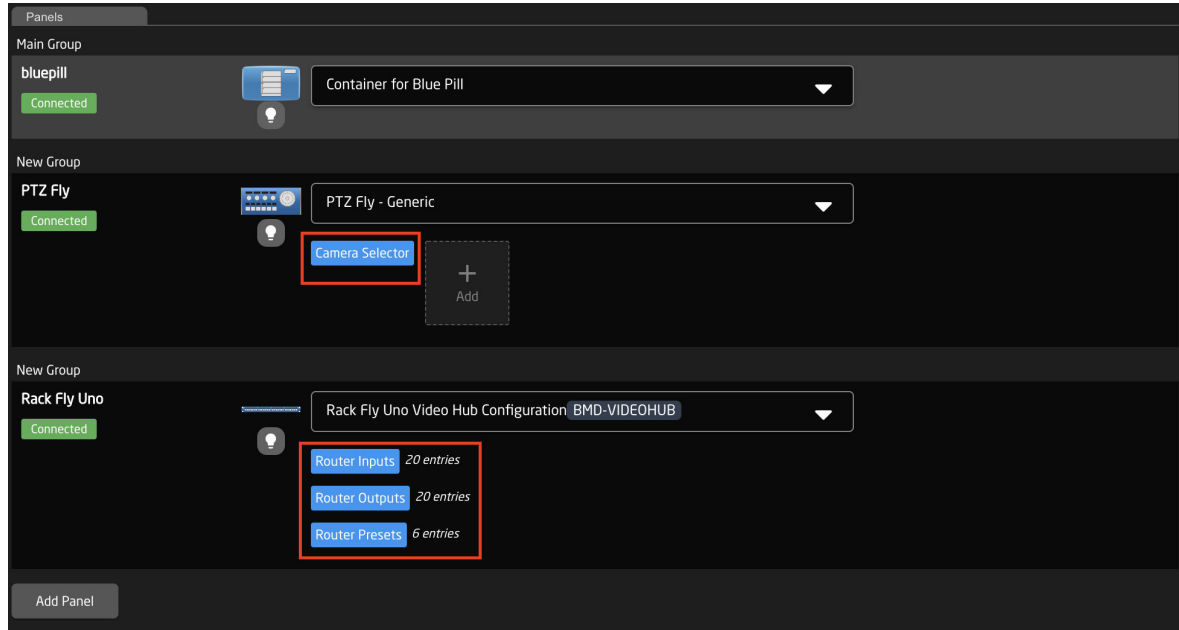 Panels
Main Group
bluepill
Connected
Container for Blue Pill
New Group
PTZ Fly
Connected
PTZ Fly - Generic
Camera Selector
Add
New Group
Rack Fly Uno
Connected
Rack Fly Uno Video Hub Configuration BMD-VIDEOHUB
Router Inputs 20 entries
Router Outputs 20 entries
Router Presets 6 entries
Add Panel